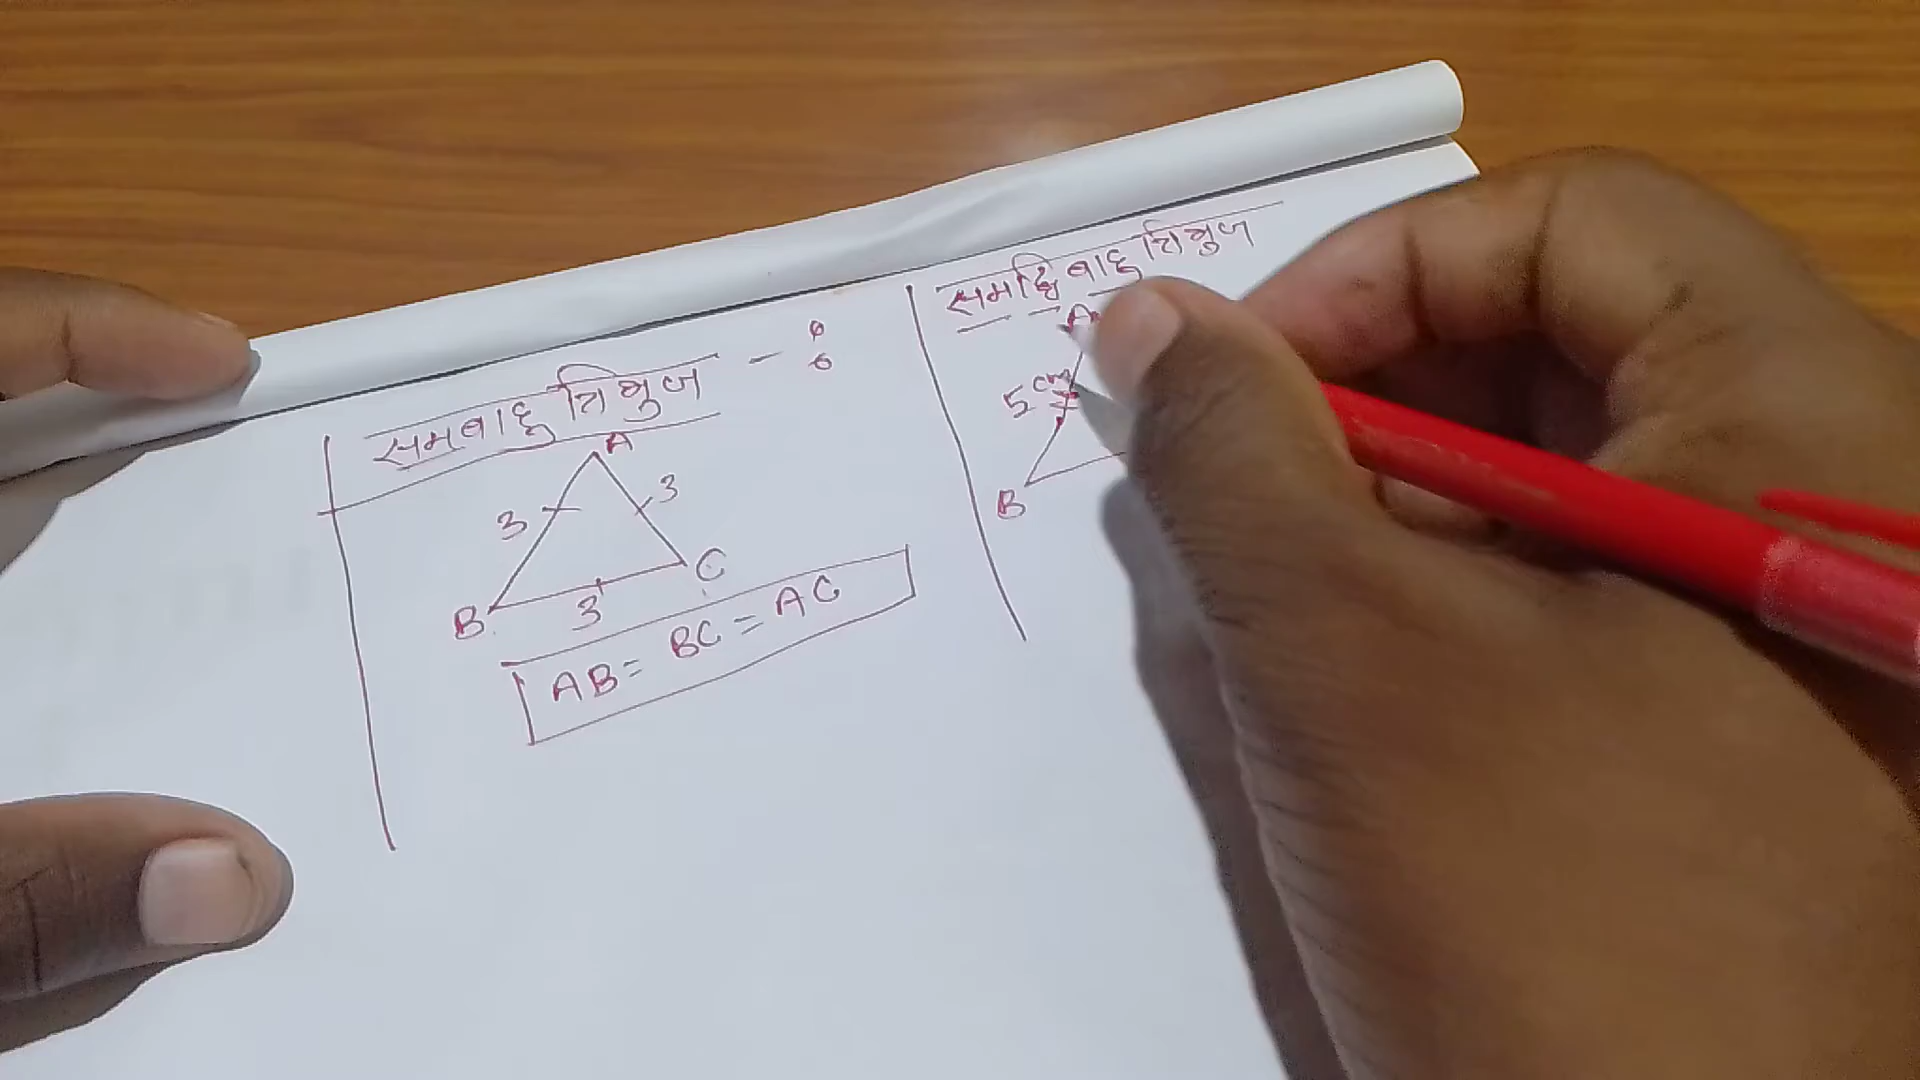 समबाहु त्रिभुज - :
A
3
3
B
3
C
AB = BC = AC
समद्विबाहु त्रिभुज
A
5 cm
B